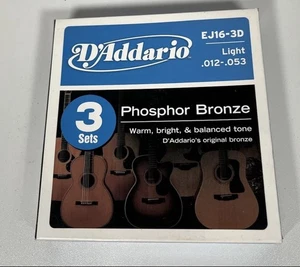 D'Addario
EJ16-3D
Light
.012-.053
3
Sets
Phosphor Bronze
Warm, bright, & balanced tone
D'Addario's original bronze